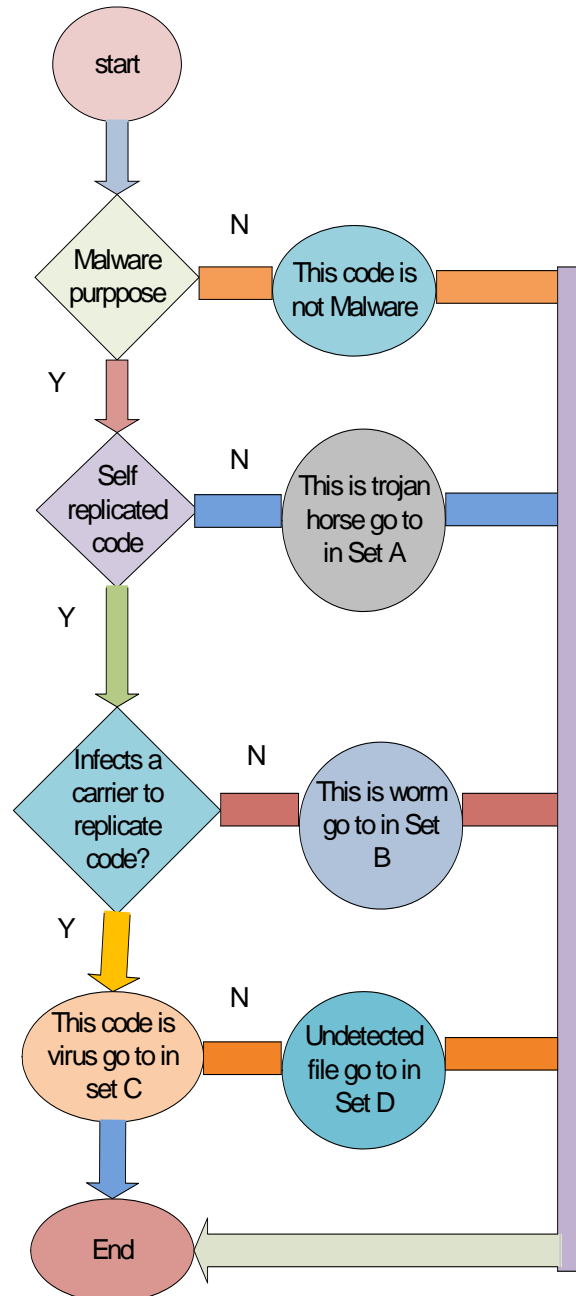 start
N
Malware
purppose
This code is
not Malware
Y
N
Self
replicated
code
This is trojan
horse go to
in Set A
Y
N
Infects a
carrier to
replicate
code?
This is worm
go to in Set
B
Y
N
This code is
virus go to in
set C
Undetected
file go to in
Set D
End